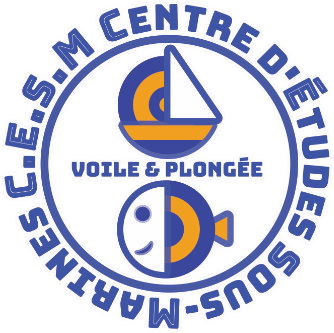 C.E.S.M Centre d'Études Sous-Marines
VOILE & PLONGÉE